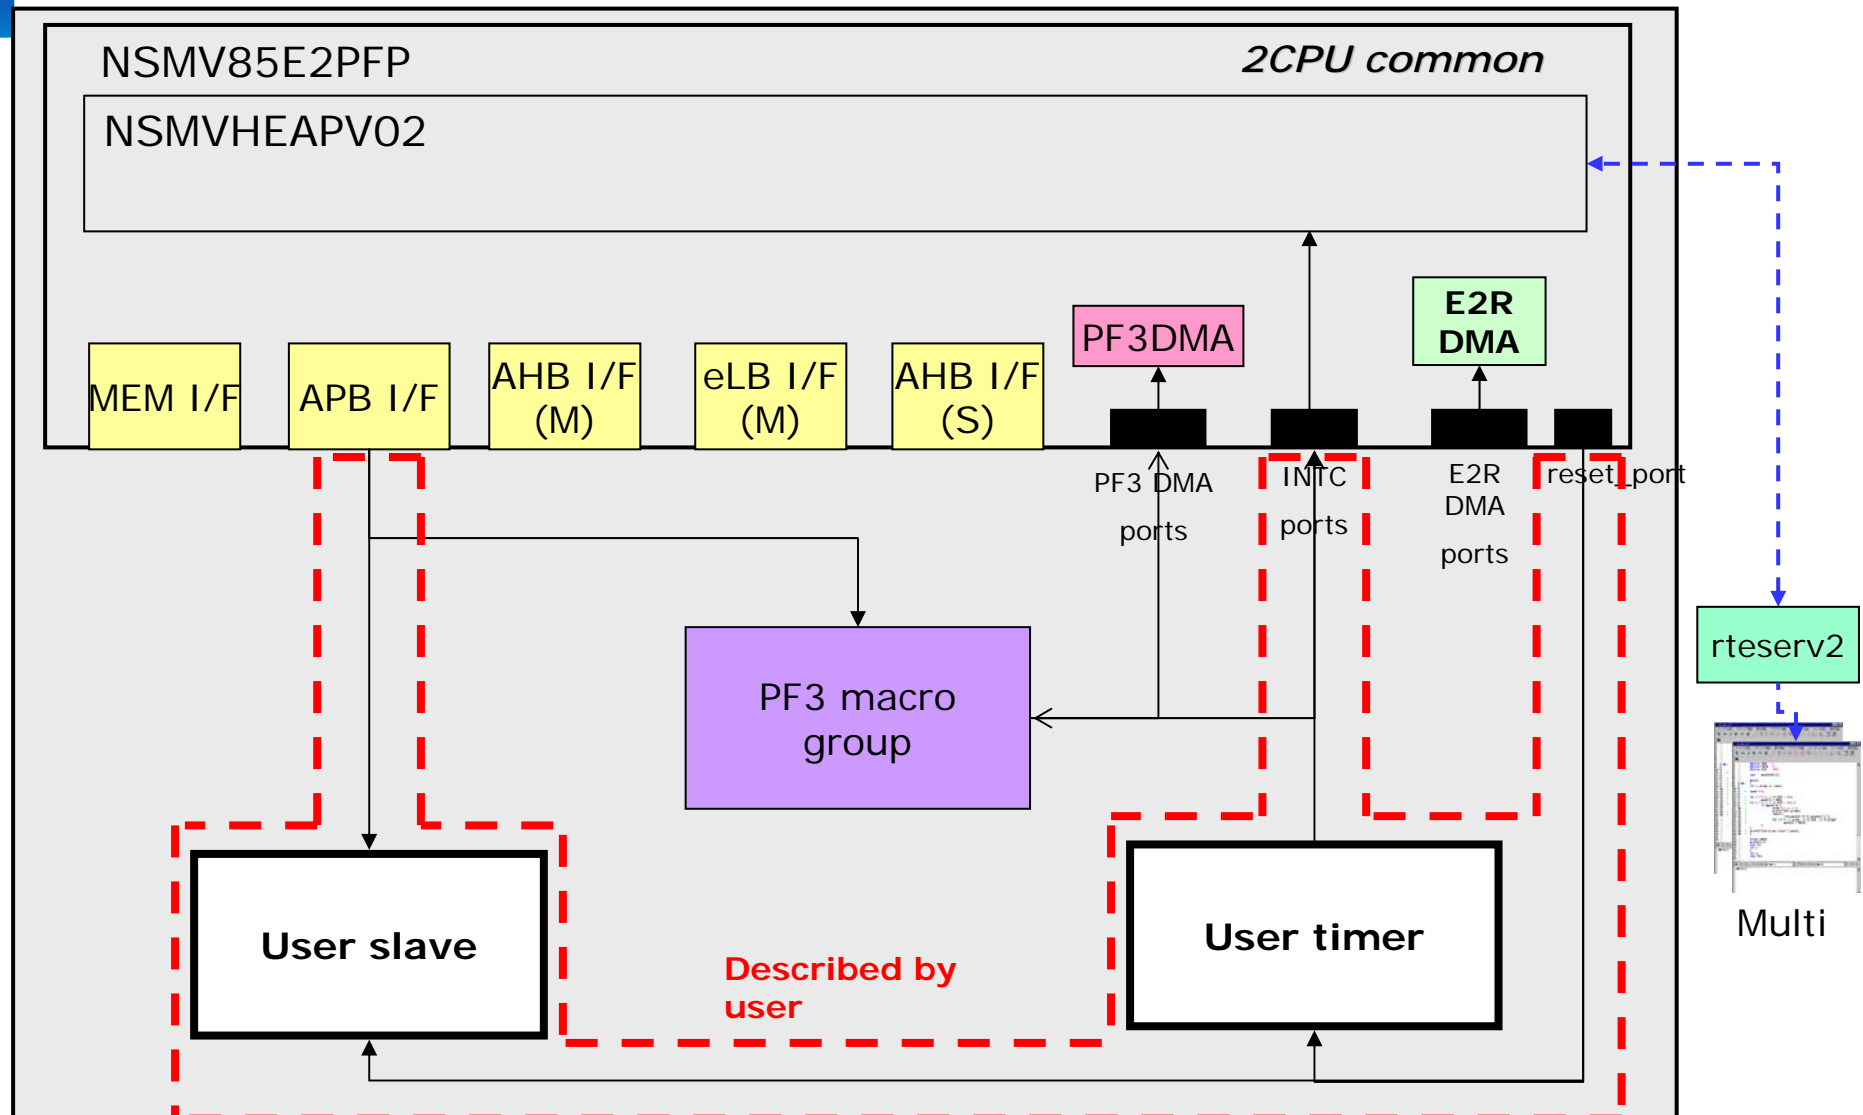 NSMV85E2PFP
2CPU common
NSMVHEAPV02
E2R
DMA
PF3DMA
MEM I/F
APB I/F
AHB I/F
(M)
eLB I/F
(M)
AHB I/F
(S)
PF3 DMA
ports
INTC
ports
E2R
DMA
ports
reset_port
rteserv2
PF3 macro
group
Multi
User slave
User timer
Described by
user